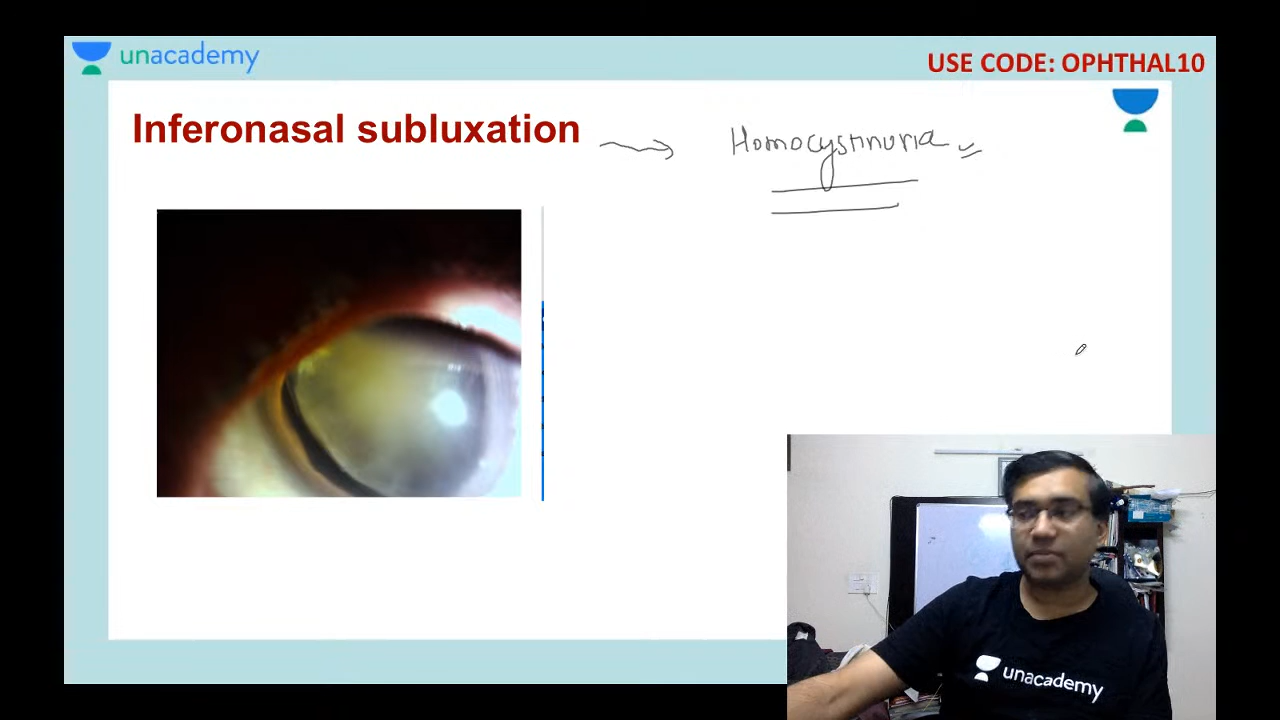 unacademy
USE CODE: OPHTHAL10
Inferonasal subluxation
Homocystinuria
unacademy